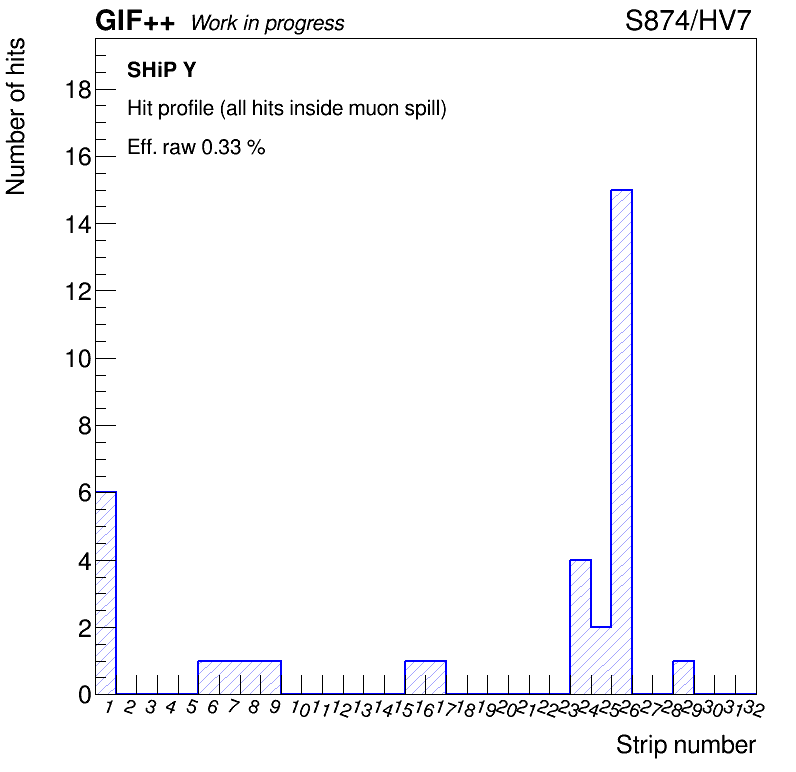 GIF++ Work in progress S874/HV7
Number of hits
SHiP Y
Hit profile (all hits inside muon spill)
Eff. raw 0.33 %
18
16
14
12
10
8
6
4
2
0
1 2 3 4 5 6 7 8 9 10 11 12 13 14 15 16 17 18 19 20 21 22 23 24 25 26 27 28 29 30 31 32
Strip number